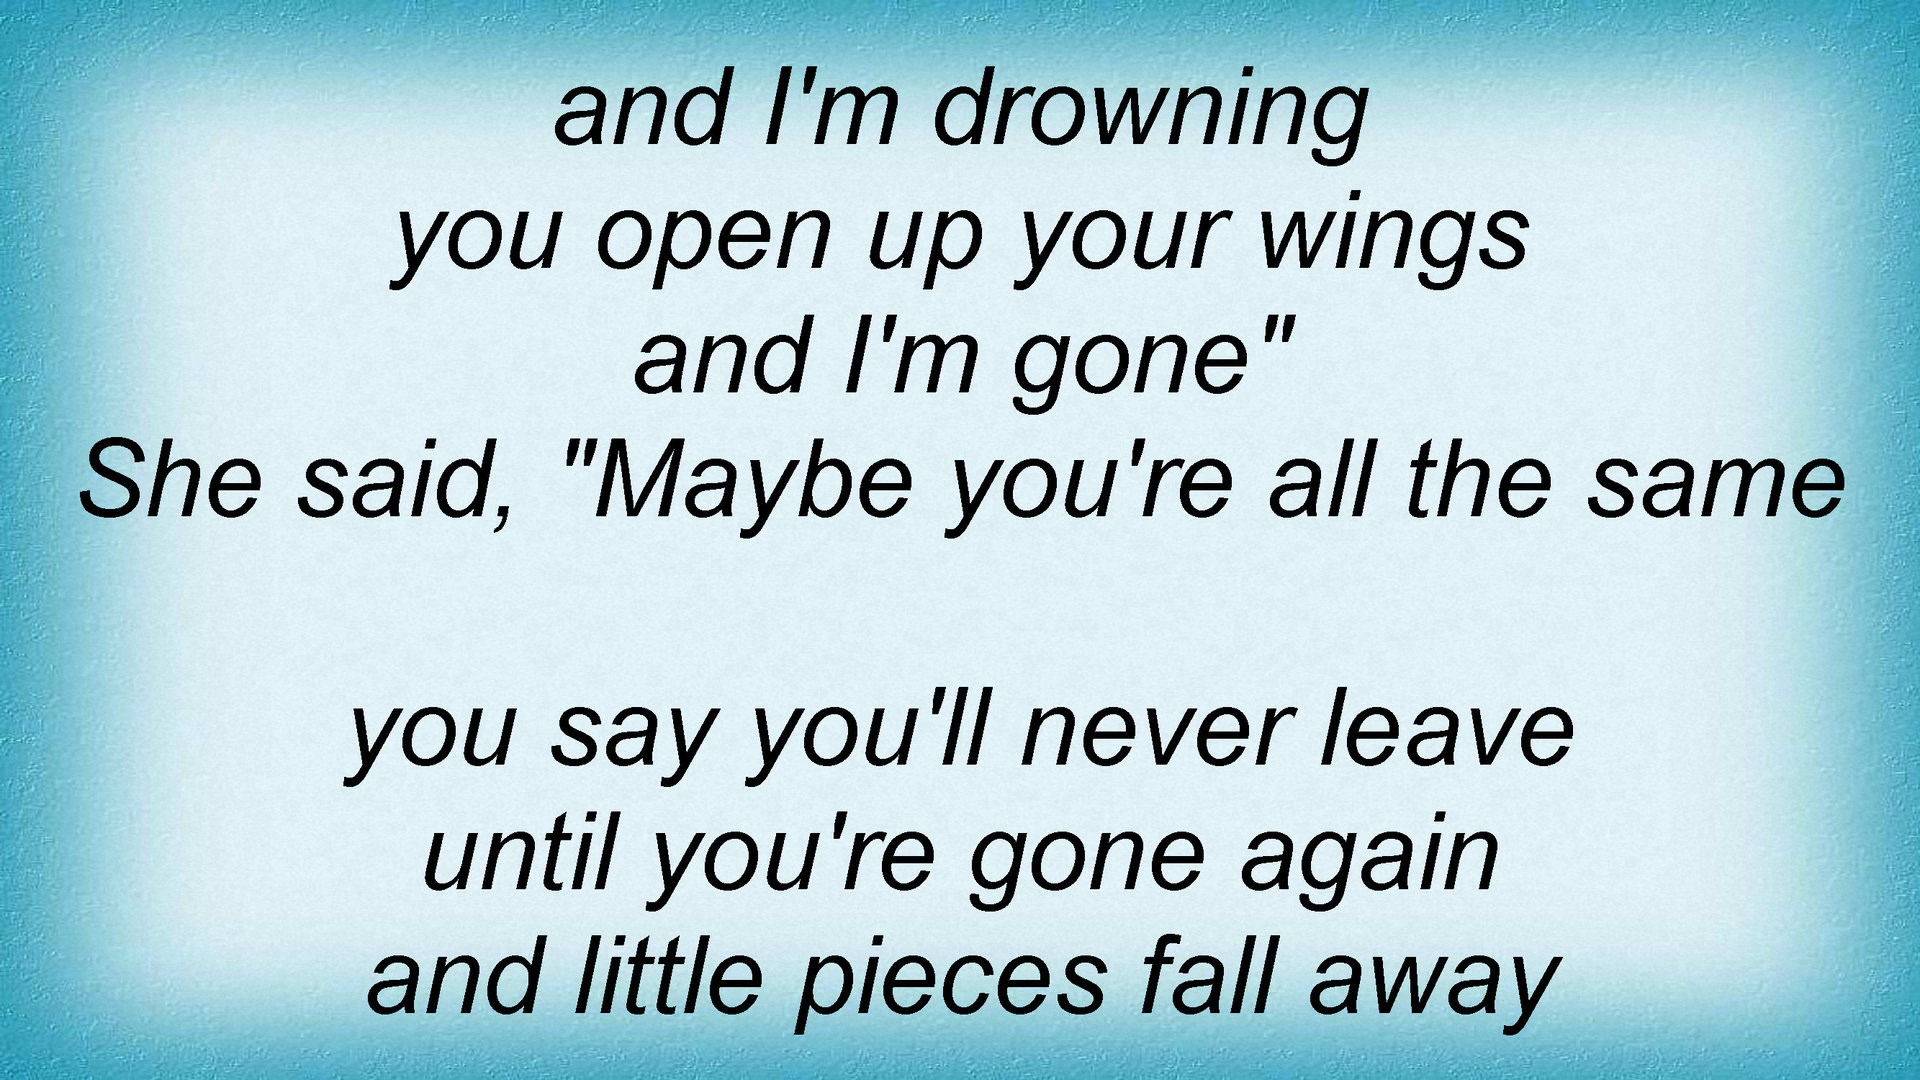 and I'm drowning
you open up your wings
and I'm gone"
She said, "Maybe you're all the same
you say you'll never leave
until you're gone again
and little pieces fall away